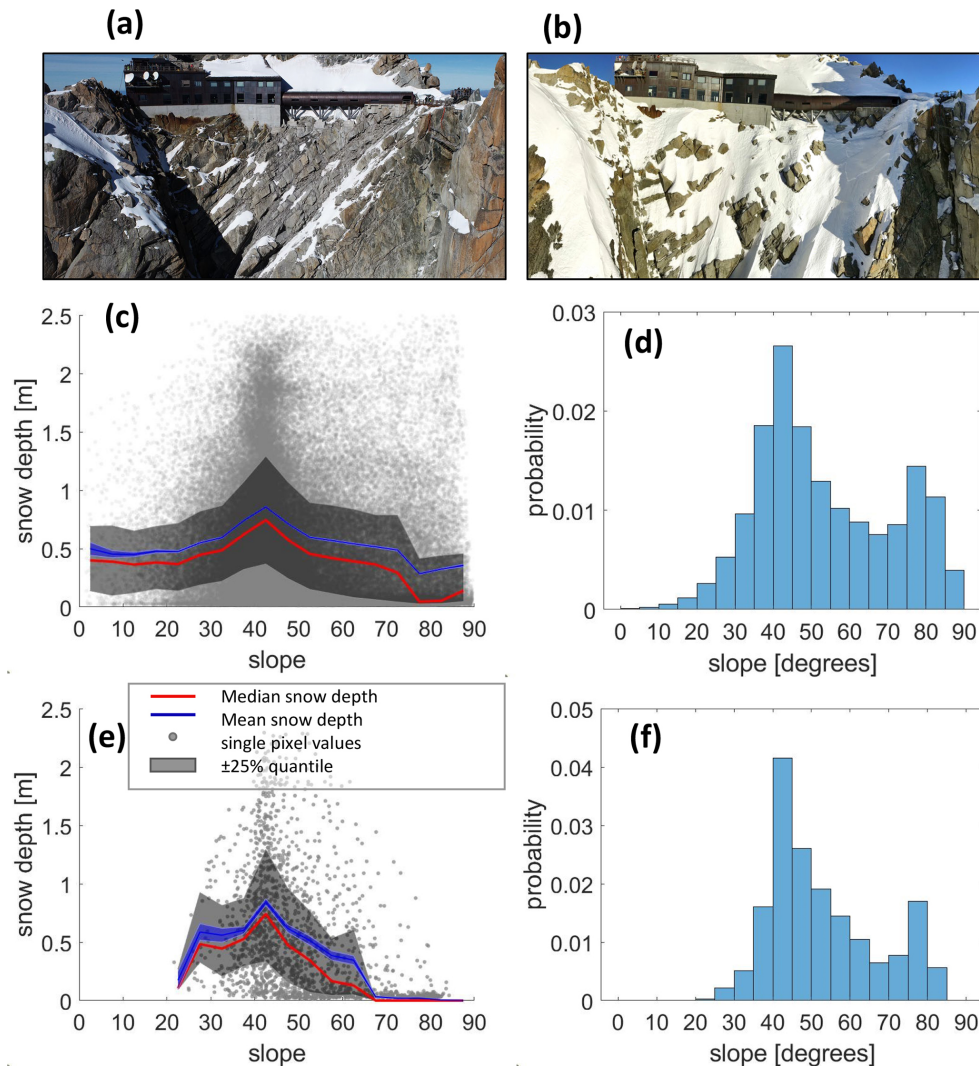 (a)
(b)
(c)
2.5
2
1.5
1
0.5
0
snow depth [m]
0 10 20 30 40 50 60 70 80 90
slope
(d)
0.03
0.02
0.01
0
probability
0 10 20 30 40 50 60 70 80 90
slope [degrees]
Median snow depth
Mean snow depth
single pixel values
±25% quantile
(e)
2.5
2
1.5
1
0.5
0
snow depth [m]
0 10 20 30 40 50 60 70 80 90
slope
(f)
0.05
0.04
0.03
0.02
0.01
0
probability
0 10 20 30 40 50 60 70 80 90
slope [degrees]